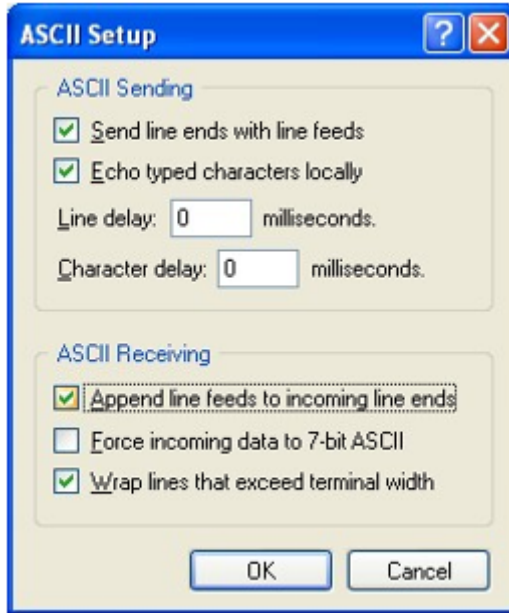 ASCII Setup
ASCII Sending
Send line ends with line feeds
Echo typed characters locally
Line delay: 0 milliseconds.
Character delay: 0 milliseconds.
ASCII Receiving
Append line feeds to incoming line ends
Force incoming data to 7-bit ASCII
Wrap lines that exceed terminal width
OK Cancel